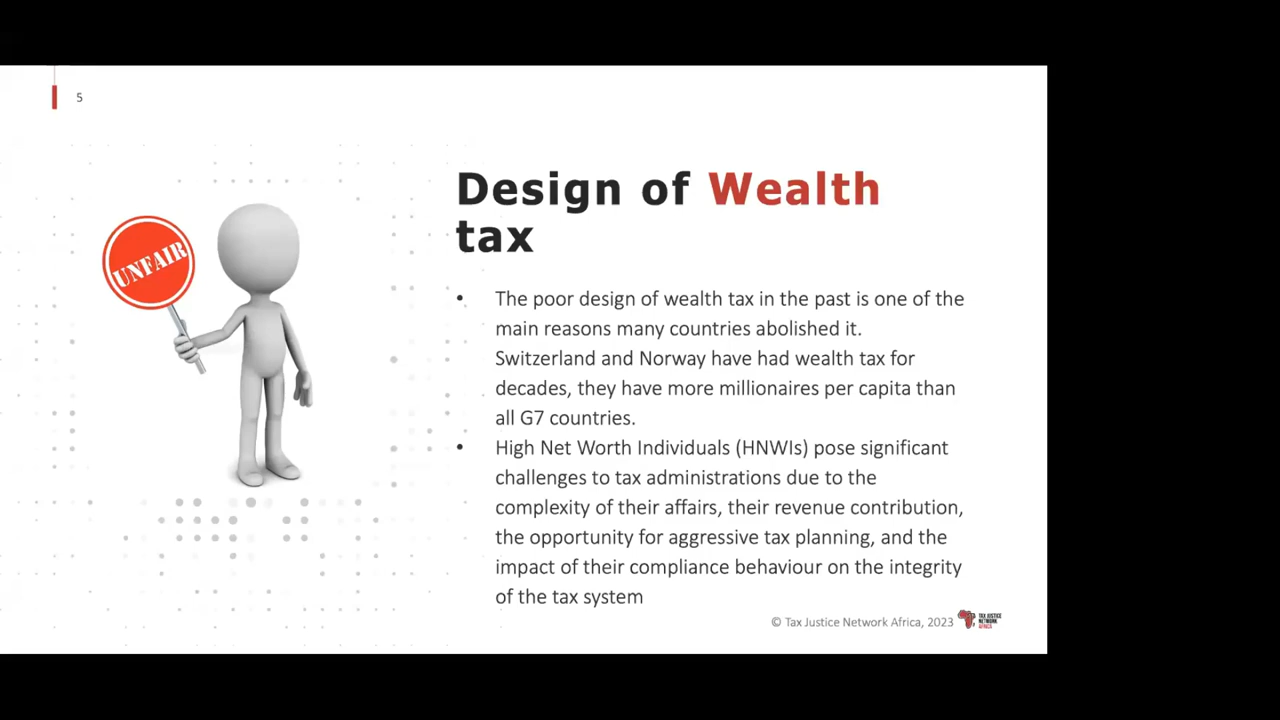 5
UNFAIR
Design of Wealth
tax
• The poor design of wealth tax in the past is one of the
main reasons many countries abolished it.
Switzerland and Norway have had wealth tax for
decades, they have more millionaires per capita than
all G7 countries.
• High Net Worth Individuals (HNWIs) pose significant
challenges to tax administrations due to the
complexity of their affairs, their revenue contribution,
the opportunity for aggressive tax planning, and the
impact of their compliance behaviour on the integrity
of the tax system
© Tax Justice Network Africa, 2023
TAX JUSTICE
NETWORK
AFRICA